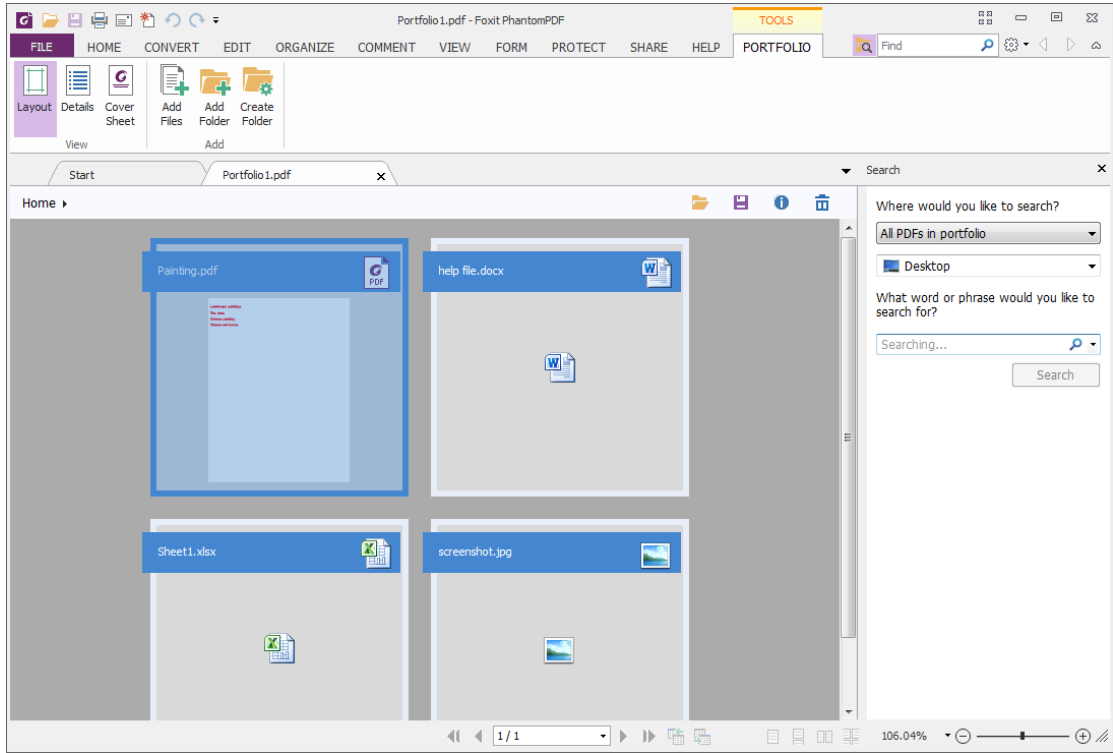 Portfolio1.pdf - Foxit PhantomPDF
TOOLS
FILE HOME CONVERT EDIT ORGANIZE COMMENT VIEW FORM PROTECT SHARE HELP PORTFOLIO Find
Layout Details Cover Sheet Add Files Add Folder Create Folder
View Add
Start Portfolio1.pdf x Search x
Home
Where would you like to search?
All PDFs in portfolio
Desktop
What word or phrase would you like to
search for?
Searching...
Search
Painting.pdf
PDF
help file.docx
Sheet1.xlsx
screenshot.jpg
1 / 1
106.04%